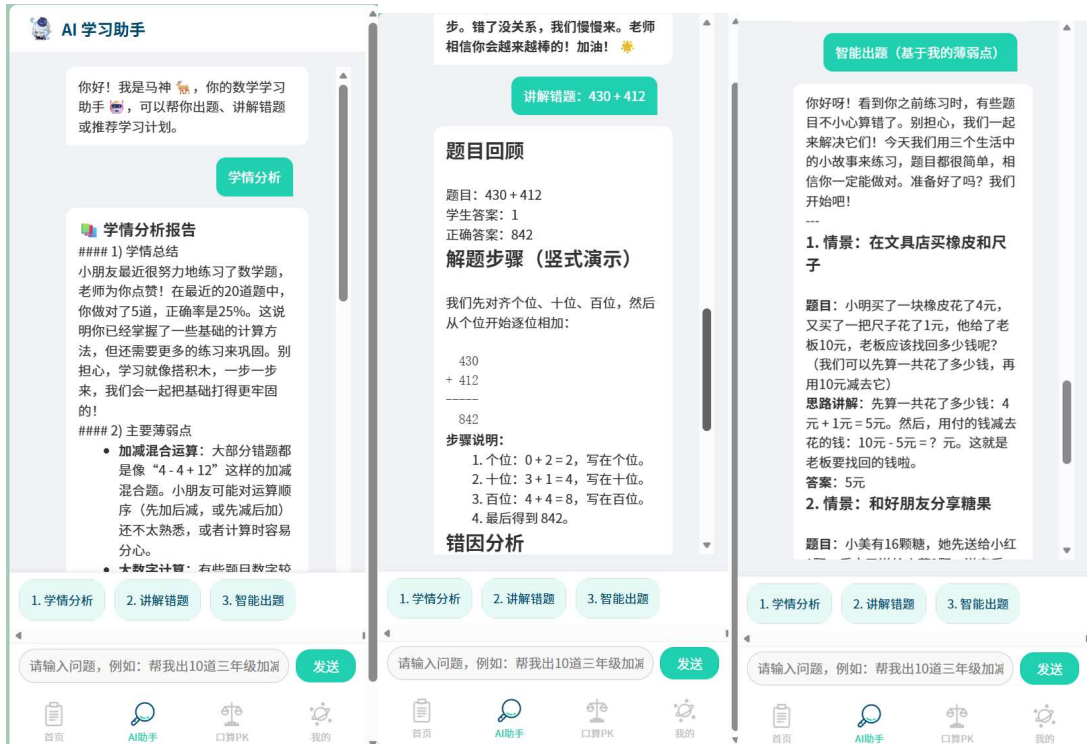 AI 学习助手
你好！我是马神🐎，你的数学学习
助手👾，可以帮你出题、讲解错题
或推荐学习计划。
学情分析
📚 学情分析报告
#### 1) 学情总结
小朋友最近很努力地练习了数学题，
老师为你点赞！在最近的20道题中，
你做对了5道，正确率是25%。这说
明你已经掌握了一些基础的计算方
法，但还需要更多的练习来巩固。别
担心，学习就像搭积木，一步一步
来，我们会一起把基础打得更牢固
的！
#### 2) 主要薄弱点
• 加减混合运算：大部分错题都
是像“4 - 4 + 12”这样的加减
混合题。小朋友可能对运算顺
序（先加后减，或先减后加）
还不太熟悉，或者计算时容易
分心。
• 大数字计算：有些题目数字较
1. 学情分析
2. 讲解错题
3. 智能出题
请输入问题，例如：帮我出10道三年级加减
发送
首页
AI助手
口算PK
我的
步。错了没关系，我们慢慢来。老师
相信你会越来越棒的！加油！🌟
讲解错题：430 + 412
题目回顾
题目：430 + 412
学生答案：1
正确答案：842
解题步骤（竖式演示）
我们先对齐个位、十位、百位，然后
从个位开始逐位相加：
430
+ 412
-----
842
步骤说明：
1. 个位：0 + 2 = 2，写在个位。
2. 十位：3 + 1 = 4，写在十位。
3. 百位：4 + 4 = 8，写在百位。
4. 最后得到 842。
错因分析
1. 学情分析
2. 讲解错题
3. 智能出题
请输入问题，例如：帮我出10道三年级加减
发送
首页
AI助手
口算PK
我的
智能出题（基于我的薄弱点）
你好呀！看到你之前练习时，有些题
目不小心算错了。别担心，我们一起
来解决它们！今天我们用三个生活中
的小故事来练习，题目都很简单，相
信你一定能做对。准备好了吗？我们
开始吧！
---
1. 情景：在文具店买橡皮和尺
子
题目：小明买了一块橡皮花了4元，
又买了一把尺子花了1元，他给了老
板10元，老板应该找回多少钱呢？
（我们可以先算一共花了多少钱，再
用10元减去它）
思路讲解：先算一共花了多少钱：4
元 + 1元 = 5元。然后，用付的钱减去
花的钱：10元 - 5元 = ？元。这就是
老板要找回的钱啦。
答案：5元
2. 情景：和好朋友分享糖果
题目：小美有16颗糖，她先送给小红
1. 学情分析
2. 讲解错题
3. 智能出题
请输入问题，例如：帮我出10道三年级加减
发送
首页
AI助手
口算PK
我的